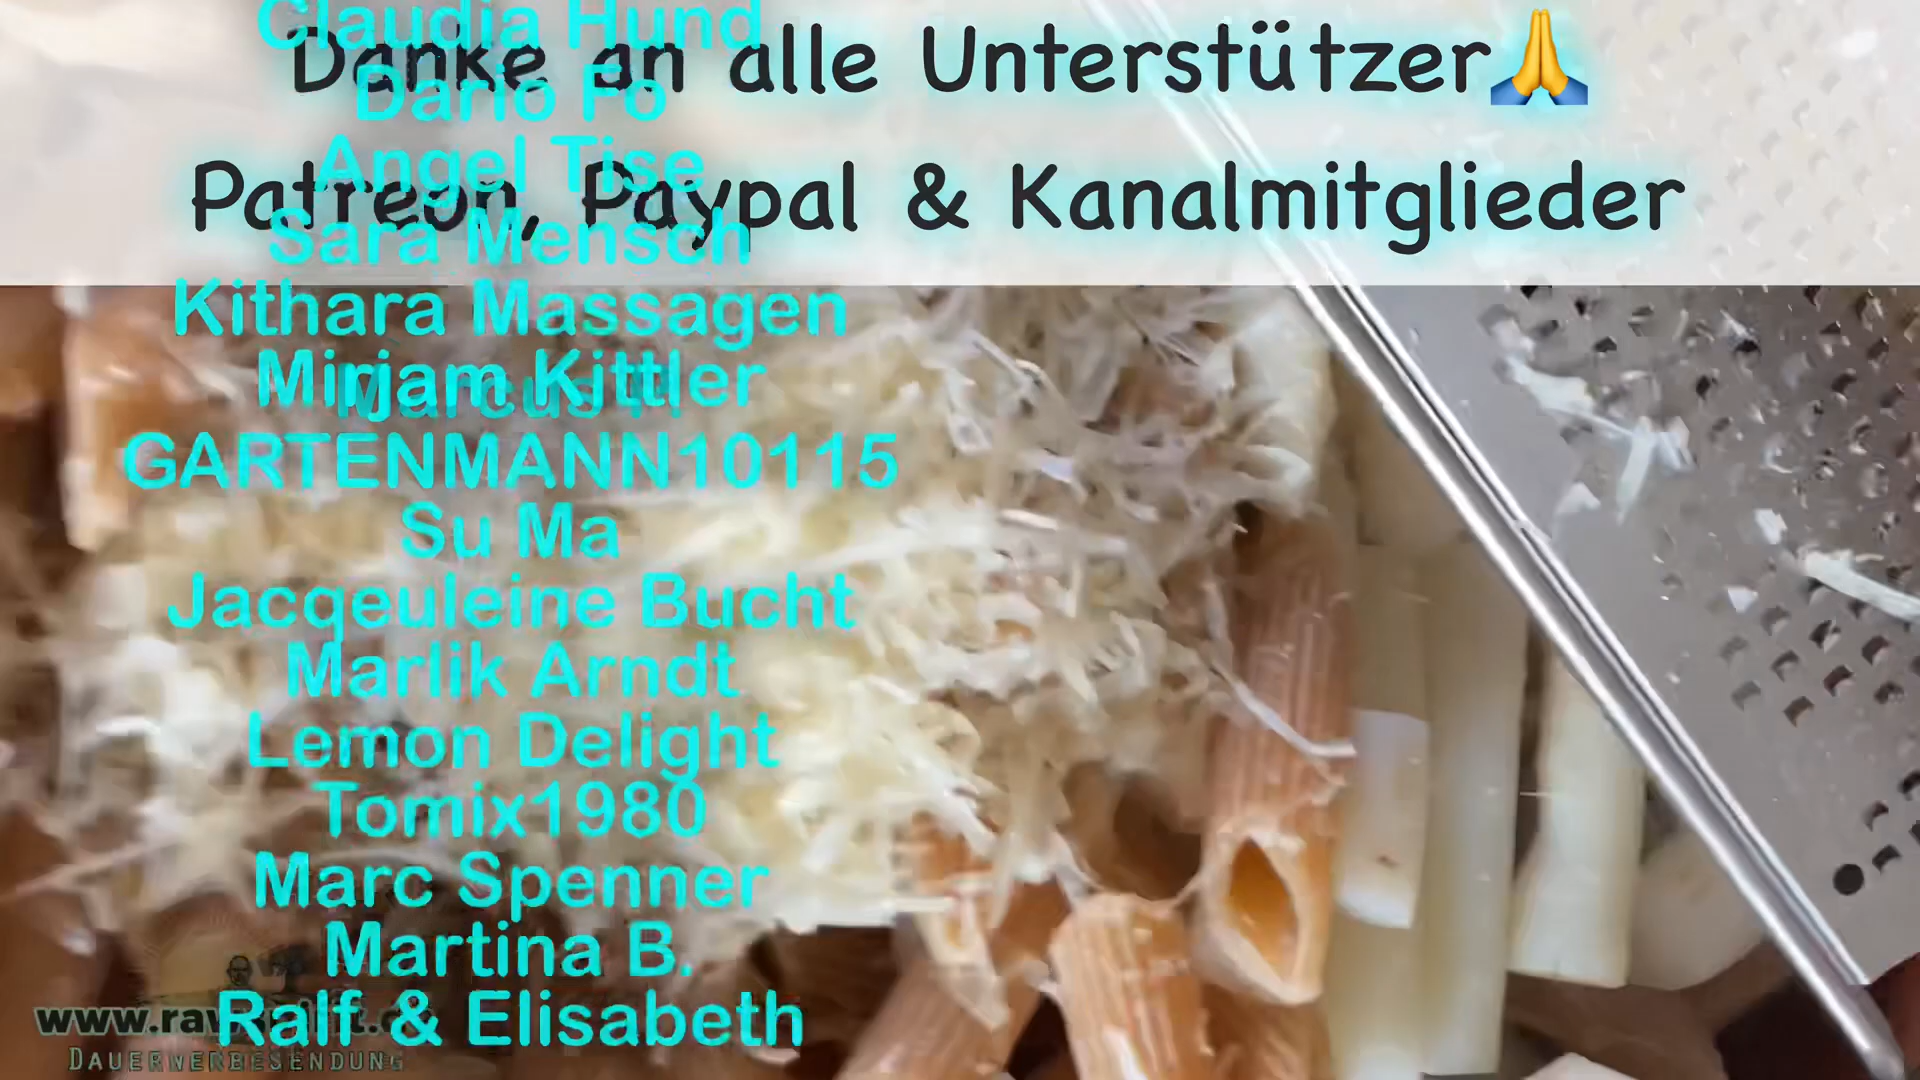 Claudia Hund
Danke an alle Unterstützer🙏
Dario Fo
Angel Tise
Patreon, Paypal & Kanalmitglieder
Sara Mensch
Kithara Massagen
Mirjam Kittler
GARTENMANN10115
Su Ma
Jacqeuleine Bucht
Marlik Arndt
Lemon Delight
Tomix1980
Marc Spenner
Martina B.
Ralf & Elisabeth
DAUERWERBESENDUNG